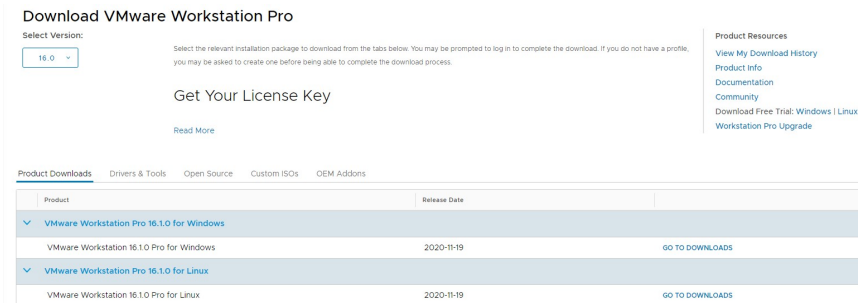 Download VMware Workstation Pro
Select Version:
16.0
Select the relevant installation package to download from the tabs below. You may be prompted to log in to complete the download. If you do not have a profile,
you may be asked to create one before being able to complete the download process.
Get Your License Key
Read More
Product Resources
View My Download History
Product Info
Documentation
Community
Download Free Trial: Windows | Linux
Workstation Pro Upgrade
Product Downloads Drivers & Tools Open Source Custom ISOs OEM Addons
Product Release Date
VMware Workstation Pro 16.1.0 for Windows
VMware Workstation 16.1.0 Pro for Windows 2020-11-19 GO TO DOWNLOADS
VMware Workstation Pro 16.1.0 for Linux
VMware Workstation 16.1.0 Pro for Linux 2020-11-19 GO TO DOWNLOADS